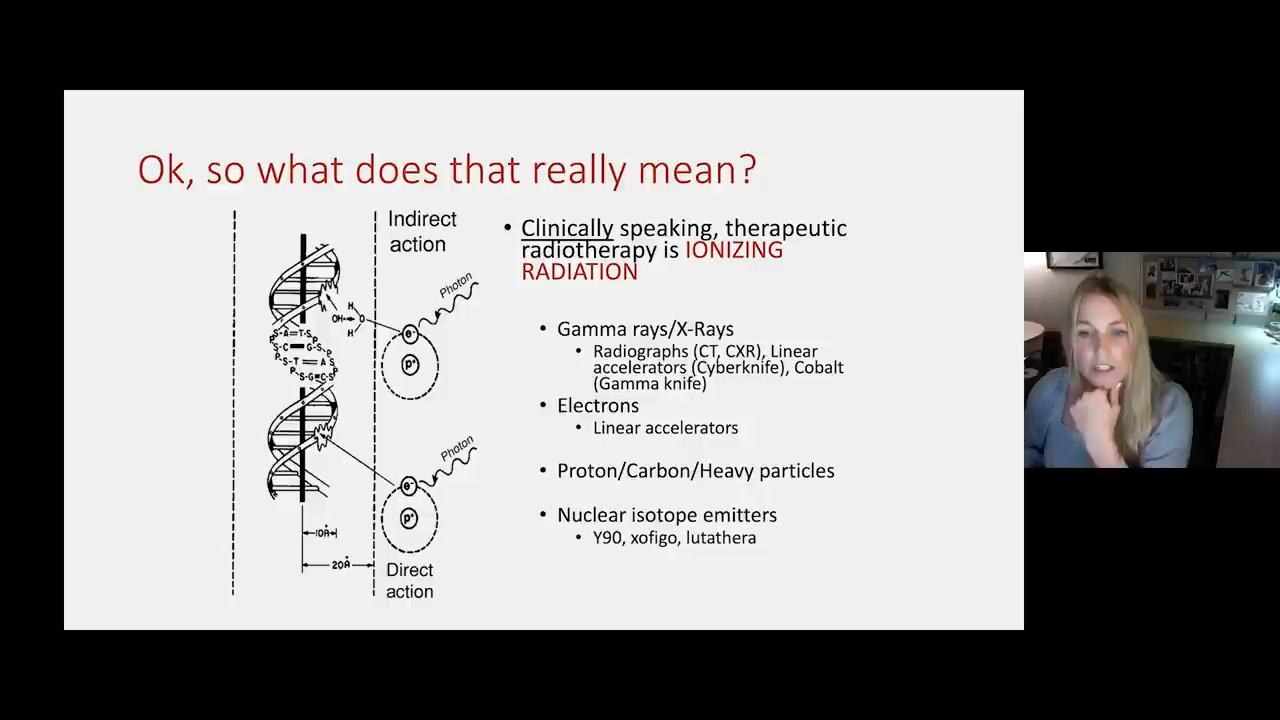 Ok, so what does that really mean?
Indirect
action
Photon
H
OH•
O
H
e-
P+
S-A=T-S
P
P
S-C
G-S
P
P
S-T
A
P
S-G
C-S
P
Photon
e-
P+
10Å
20Å
Direct
action
• Clinically speaking, therapeutic
radiotherapy is IONIZING
RADIATION
• Gamma rays/X-Rays
• Radiographs (CT, CXR), Linear
accelerators (Cyberknife), Cobalt
(Gamma knife)
• Electrons
• Linear accelerators
• Proton/Carbon/Heavy particles
• Nuclear isotope emitters
• Y90, xofigo, lutathera